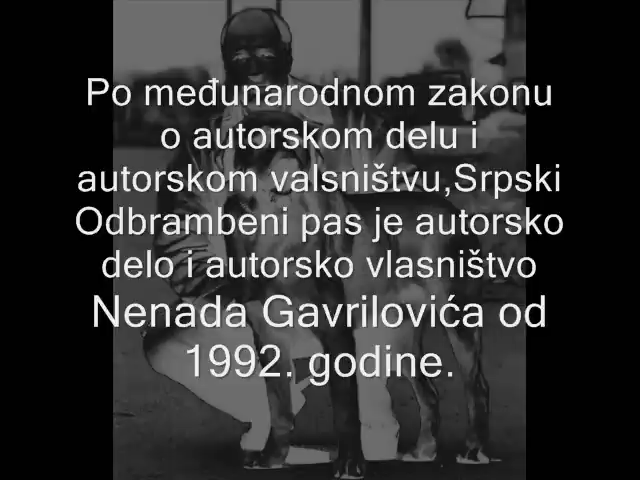 Po međunarodnom zakonu
o autorskom delu i
autorskom valsništvu,Srpski
Odbrambeni pas je autorsko
delo i autorsko vlasništvo
Nenada Gavrilovića od
1992. godine.